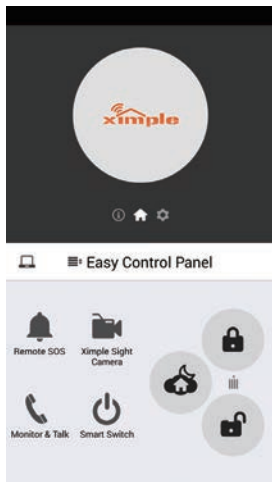 ximple
Easy Control Panel
Remote SOS
Ximple Sight
Camera
Monitor & Talk
Smart Switch